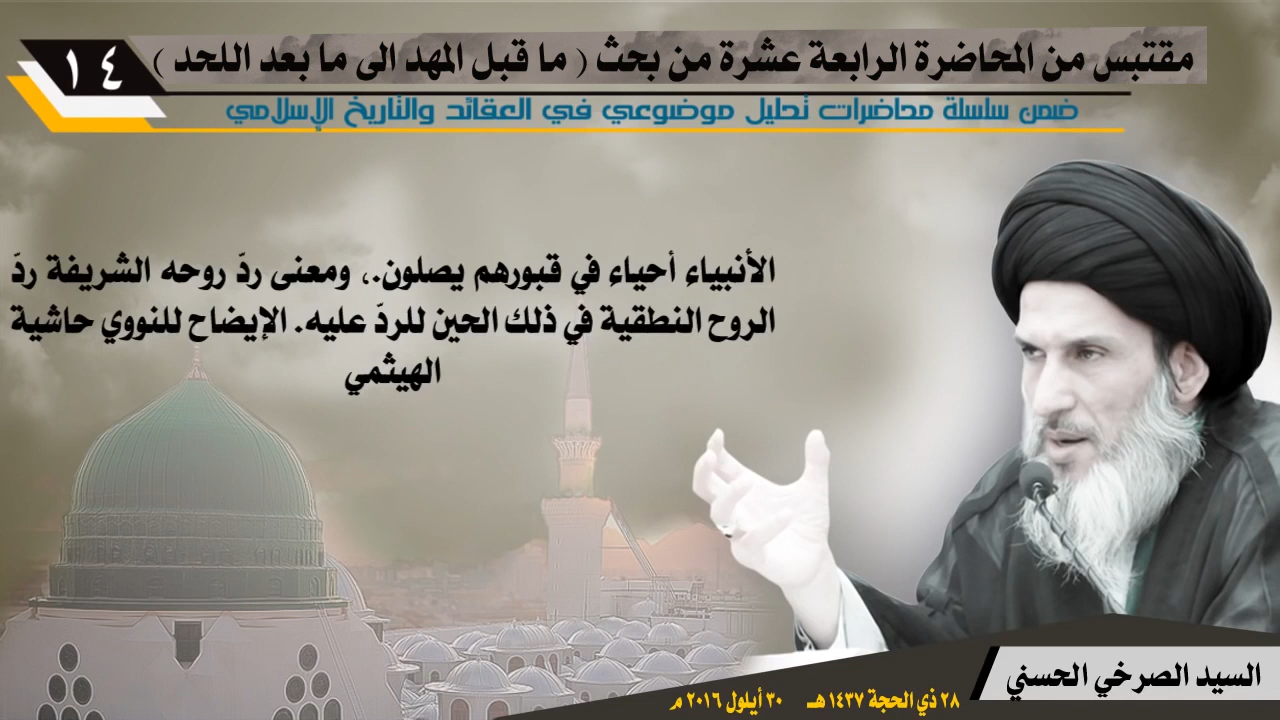 مقتبس من المحاضرة الرابعة عشرة من بحث ( ما قبل المهد الى ما بعد اللحد )
١٤
ضمن سلسلة محاضرات تحليل موضوعي في العقائد والتاريخ الإسلامي
الأنبياء أحياء في قبورهم يصلون.، ومعنى ردّ روحه الشريفة ردّ
الروح النطقية في ذلك الحين للردّ عليه. الإيضاح للنووي حاشية
الهيثمي
السيد الصرخي الحسني
٢٨ ذي الحجة ١٤٣٧ هـ ٣٠ أيلول ٢٠١٦ م